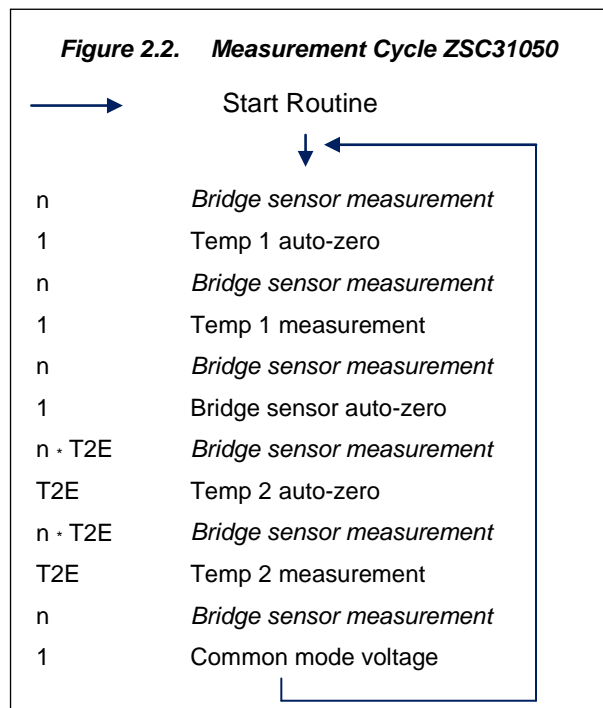 Figure 2.2. Measurement Cycle ZSC31050
Start Routine
n Bridge sensor measurement
1 Temp 1 auto-zero
n Bridge sensor measurement
1 Temp 1 measurement
n Bridge sensor measurement
1 Bridge sensor auto-zero
n * T2E Bridge sensor measurement
T2E Temp 2 auto-zero
n * T2E Bridge sensor measurement
T2E Temp 2 measurement
n Bridge sensor measurement
1 Common mode voltage